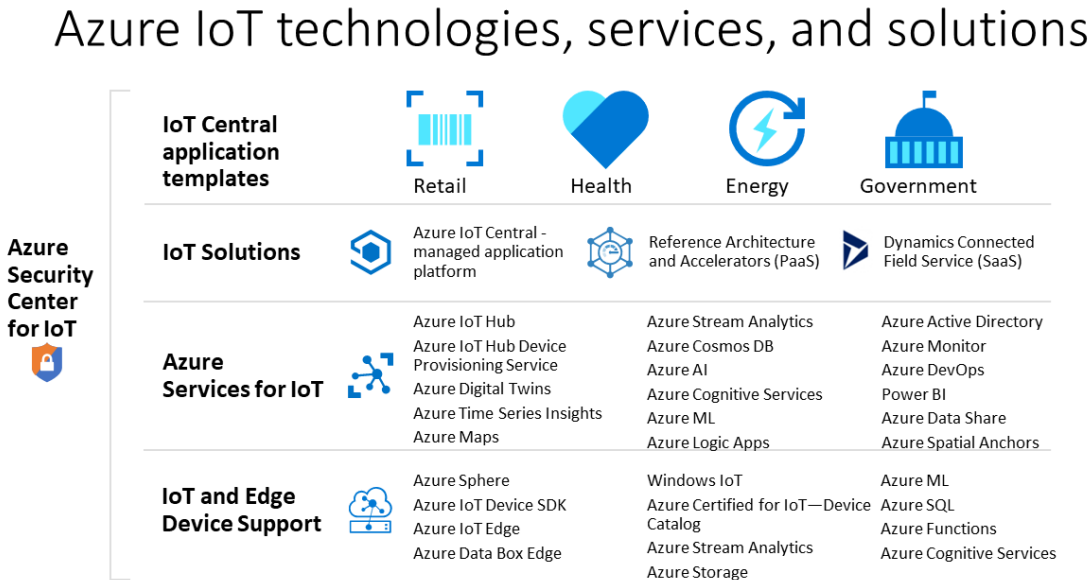 Azure IoT technologies, services, and solutions
Azure
Security
Center
for IoT
IoT Central
application
templates
Retail
Health
Energy
Government
IoT Solutions
Azure IoT Central -
managed application
platform
Reference Architecture
and Accelerators (PaaS)
Dynamics Connected
Field Service (SaaS)
Azure
Services for IoT
Azure IoT Hub
Azure IoT Hub Device
Provisioning Service
Azure Digital Twins
Azure Time Series Insights
Azure Maps
Azure Stream Analytics
Azure Cosmos DB
Azure AI
Azure Cognitive Services
Azure ML
Azure Logic Apps
Azure Active Directory
Azure Monitor
Azure DevOps
Power BI
Azure Data Share
Azure Spatial Anchors
IoT and Edge
Device Support
Azure Sphere
Azure IoT Device SDK
Azure IoT Edge
Azure Data Box Edge
Windows IoT
Azure Certified for IoT—Device
Catalog
Azure Stream Analytics
Azure Storage
Azure ML
Azure SQL
Azure Functions
Azure Cognitive Services